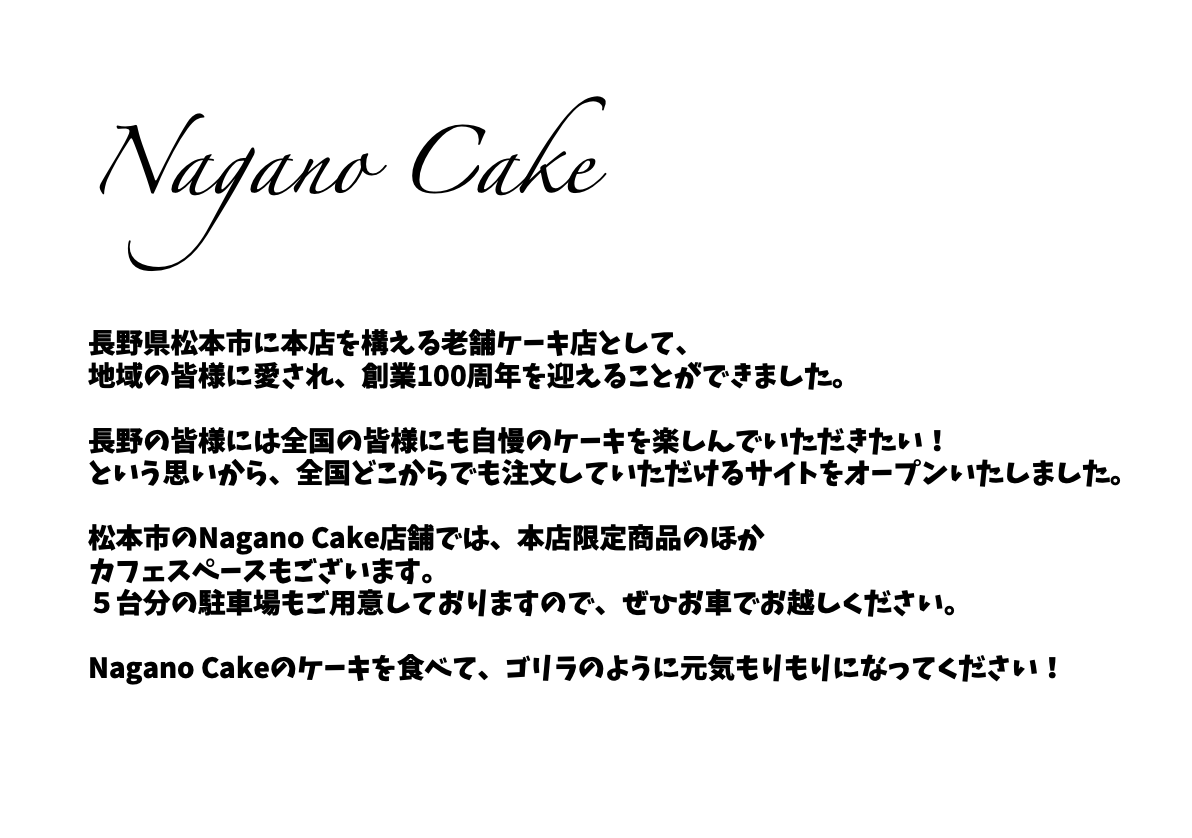 Nagano Cake
長野県松本市に本店を構える老舗ケーキ店として、
地域の皆様に愛され、創業100周年を迎えることができました。
長野の皆様には全国の皆様にも自慢のケーキを楽しんでいただきたい！
という思いから、全国どこからでも注文していただけるサイトをオープンいたしました。
松本市のNagano Cake店舗では、本店限定商品のほか
カフェスペースもございます。
５台分の駐車場もご用意しておりますので、ぜひお車でお越しください。
Nagano Cakeのケーキを食べて、ゴリラのように元気もりもりになってください！